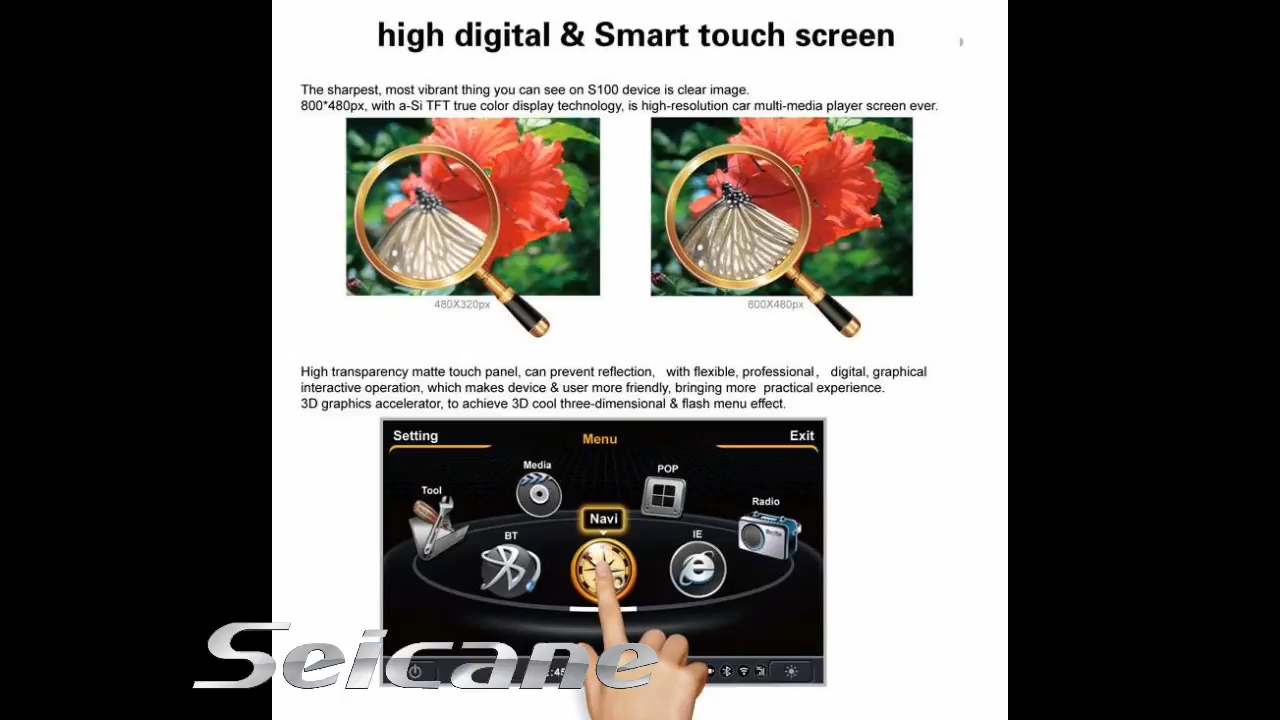 high digital & Smart touch screen
The sharpest, most vibrant thing you can see on S100 device is clear image.
800*480px, with a-Si TFT true color display technology, is high-resolution car multi-media player screen ever.
480X320px
800X480px
High transparency matte touch panel, can prevent reflection, with flexible, professional, digital, graphical
interactive operation, which makes device & user more friendly, bringing more practical experience.
3D graphics accelerator, to achieve 3D cool three-dimensional & flash menu effect.
Setting
Menu
Exit
Media
POP
Tool
Radio
Navi
BT
IE
Seicane